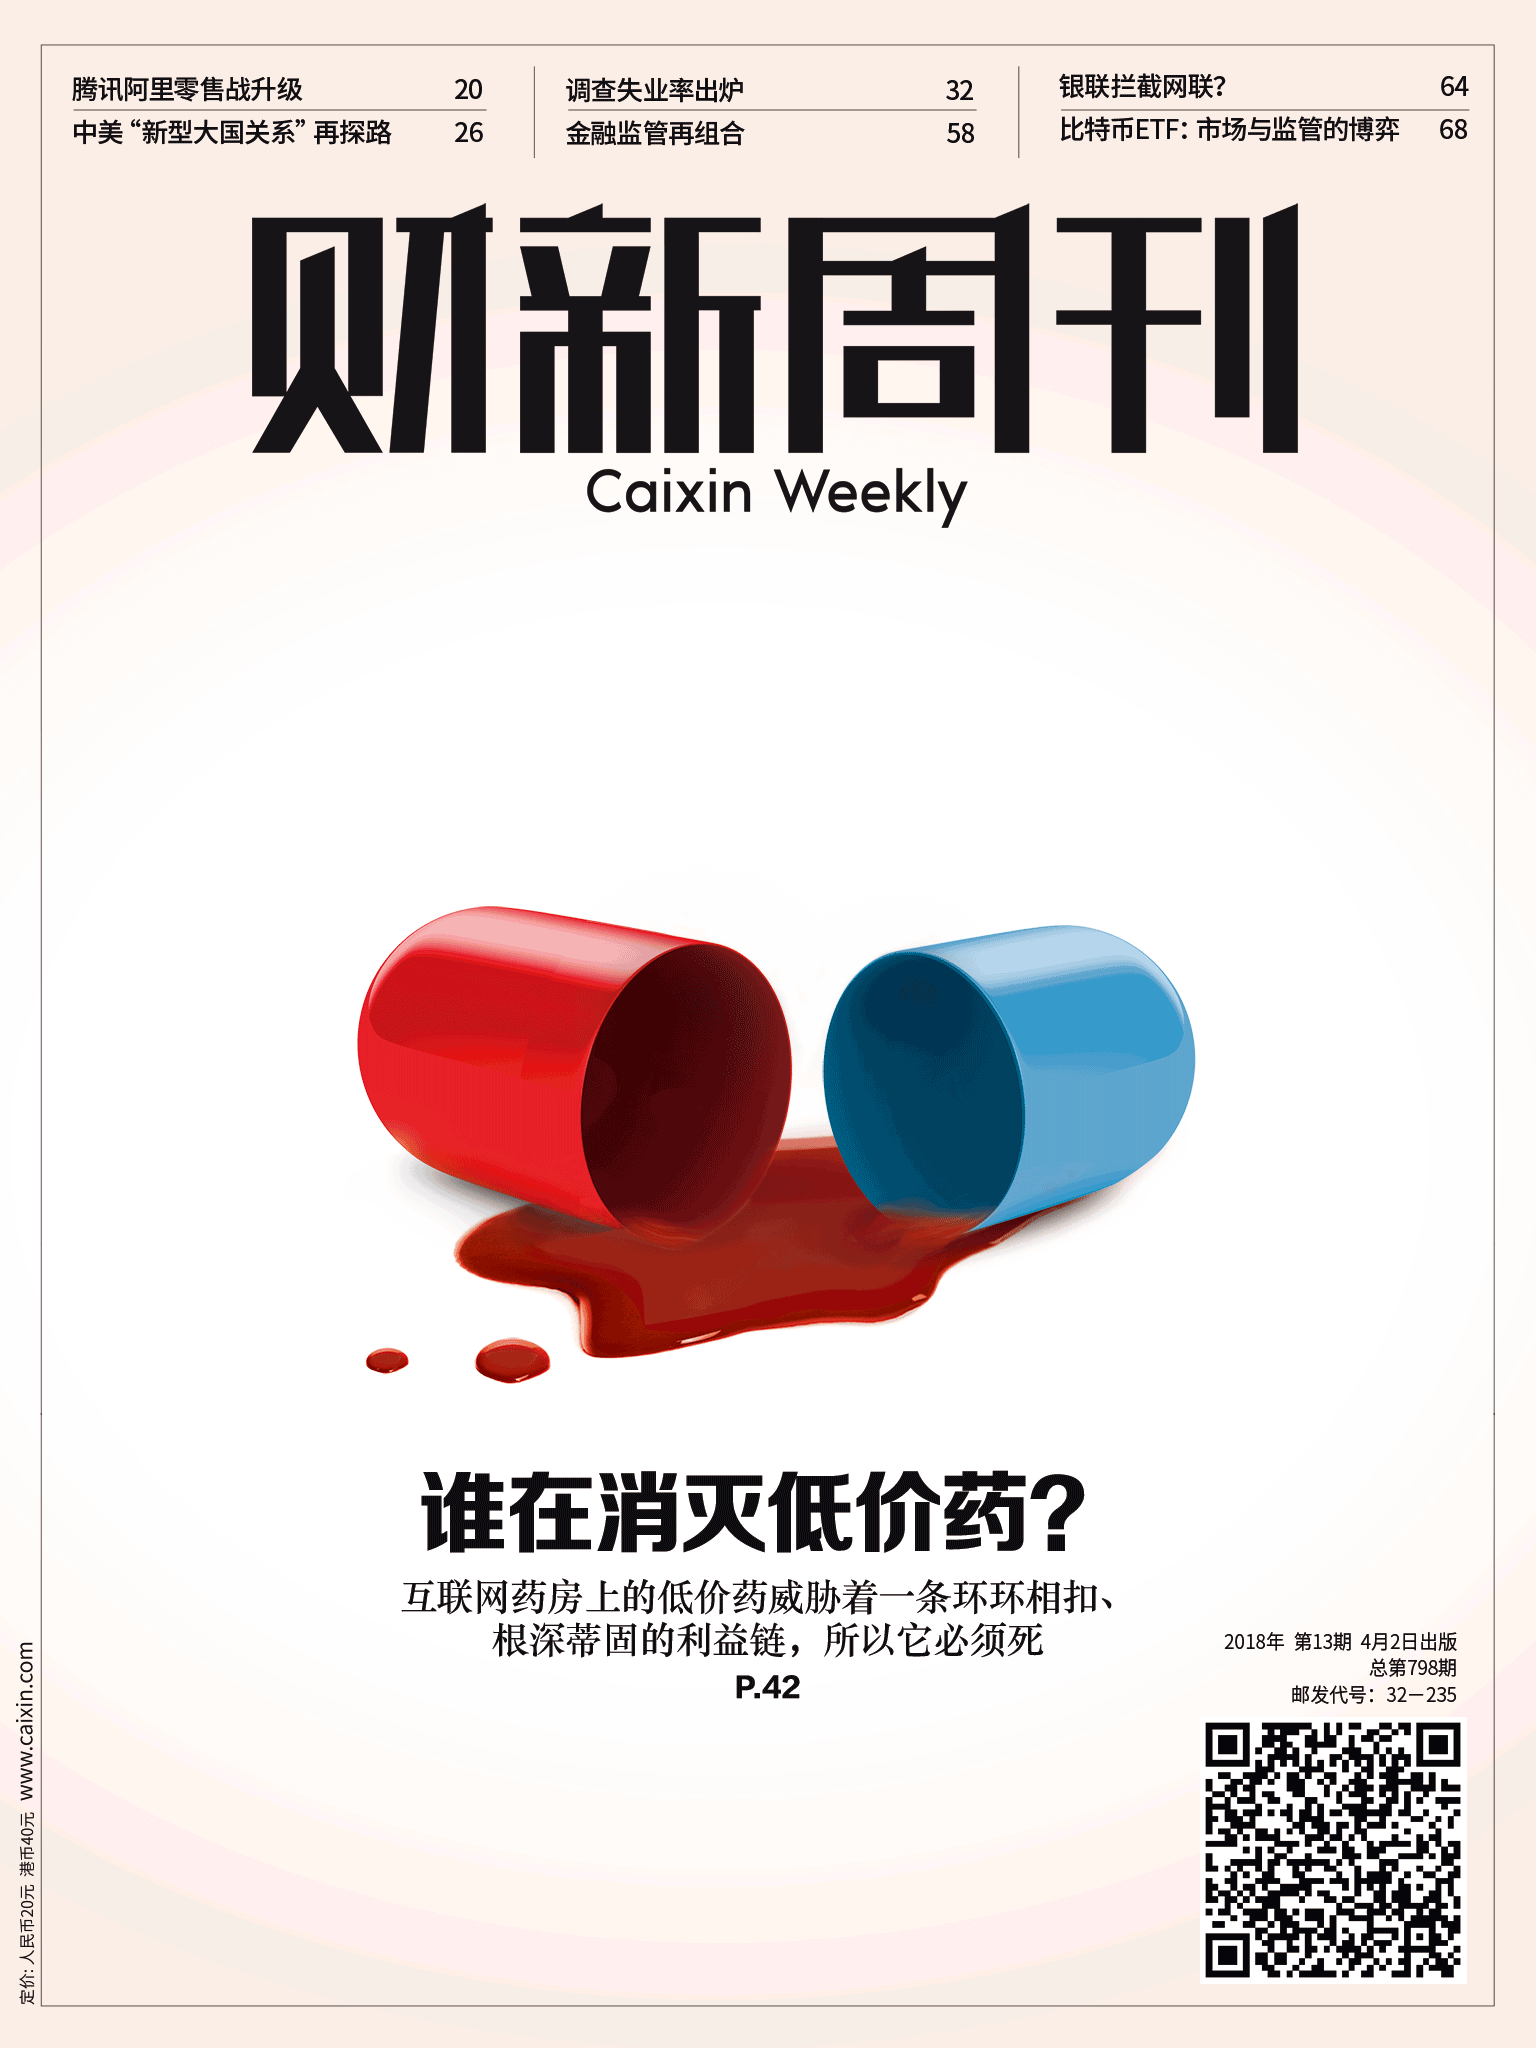 腾讯阿里零售战升级 20
中美“新型大国关系”再探路 26
调查失业率出炉 32
金融监管再组合 58
银联拦截网联？ 64
比特币ETF：市场与监管的博弈 68
财新周刊
Caixin Weekly
谁在消灭低价药？
互联网药房上的低价药威胁着一条环环相扣、
根深蒂固的利益链，所以它必须死
P.42
2018年 第13期 4月2日出版
总第798期
邮发代号：32－235
定价: 人民币20元 港币40元 www.caixin.com